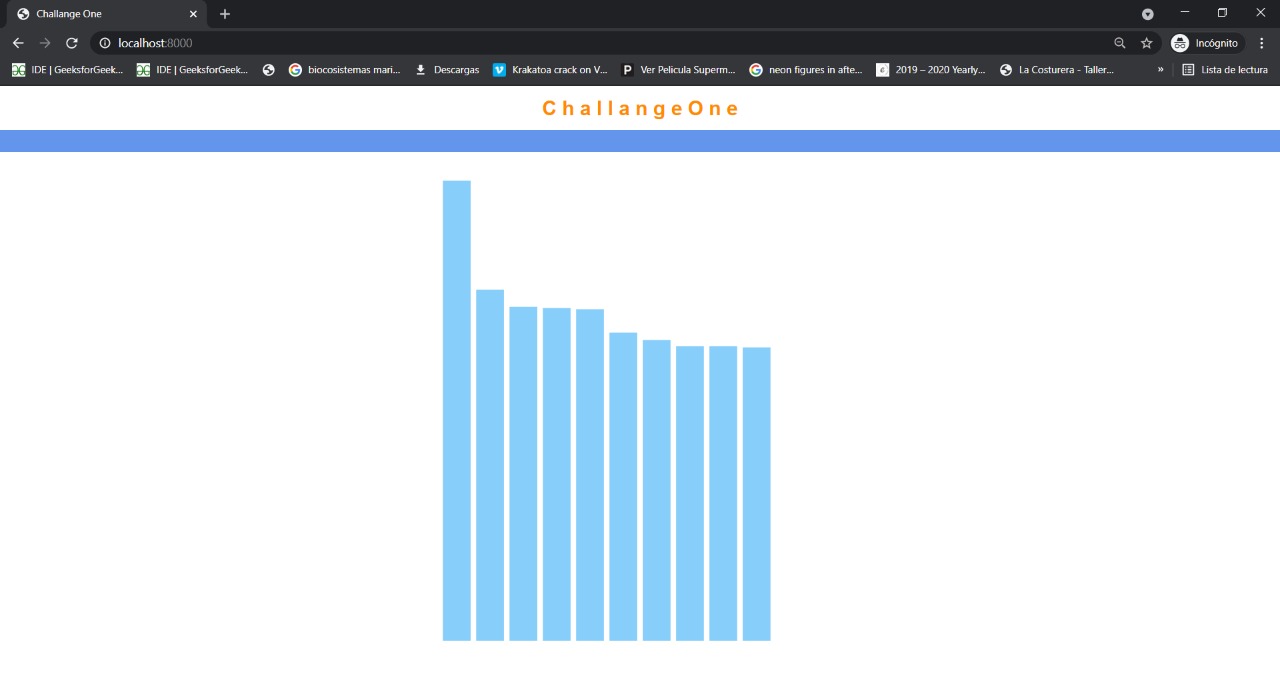 Challange One
localhost:8000
Incógnito
IDE | GeeksforGeek... IDE | GeeksforGeek... biocosistemas mari... Descargas Krakatoa crack on V... Ver Pelicula Superm... neon figures in afte... 2019 – 2020 Yearly... La Costurera - Taller... » Lista de lectura
ChallangeOne